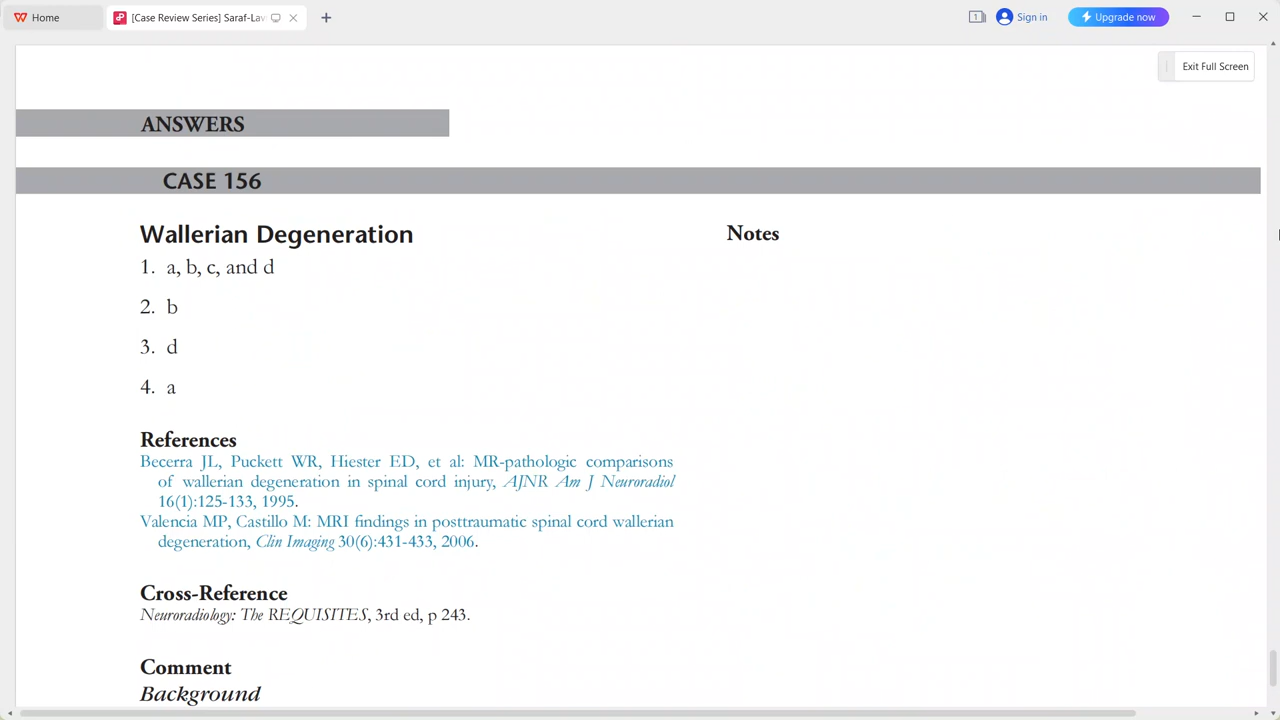 Home
[Case Review Series] Saraf-Lav
1
Sign in
Upgrade now
Exit Full Screen
ANSWERS
CASE 156
Wallerian Degeneration
Notes
1. a, b, c, and d
2. b
3. d
4. a
References
Becerra JL, Puckett WR, Hiester ED, et al: MR-pathologic comparisons
of wallerian degeneration in spinal cord injury, AJNR Am J Neuroradiol
16(1):125-133, 1995.
Valencia MP, Castillo M: MRI findings in posttraumatic spinal cord wallerian
degeneration, Clin Imaging 30(6):431-433, 2006.
Cross-Reference
Neuroradiology: The REQUISITES, 3rd ed, p 243.
Comment
Background